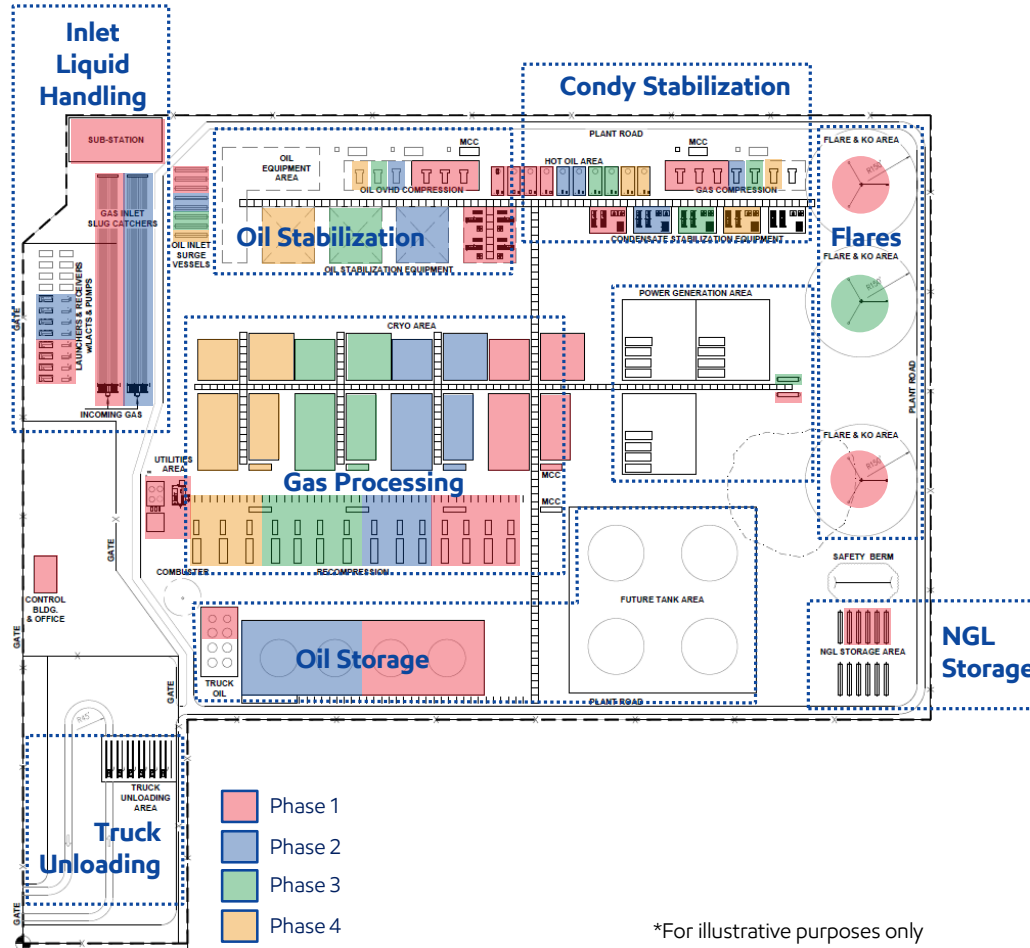 Inlet
Liquid
Handling
Condy Stabilization
SUB-STATION
PLANT ROAD
FLARE & KO AREA
R150'
OIL
EQUIPMENT
AREA
MCC
MCC
HOT OIL AREA
OIL OVHD COMPRESSION
GAS COMPRESSION
GAS INLET
SLUG CATCHERS
Oil Stabilization
Flares
OIL INLET
SURGE
VESSELS
OIL STABILIZATION EQUIPMENT
CONDENSATE STABILIZATION EQUIPMENT
FLARE & KO AREA
R150'
LAUNCHERS & RECEIVERS
w/LACTS & PUMPS
GATE
POWER GENERATION AREA
CRYO AREA
PLANT ROAD
INCOMING GAS
FLARE & KO AREA
R150'
UTILITIES
AREA
Gas Processing
MCC
MCC
GATE
COMBUSTER
RECOMPRESSION
SAFETY BERM
CONTROL
BLDG.
& OFFICE
FUTURE TANK AREA
GATE
NGL
Storage
NGL STORAGE AREA
Oil Storage
TRUCK
OIL
PLANT ROAD
GATE
R45'
TRUCK
UNLOADING
AREA
Truck
Unloading
GATE
Phase 1
Phase 2
Phase 3
Phase 4
*For illustrative purposes only